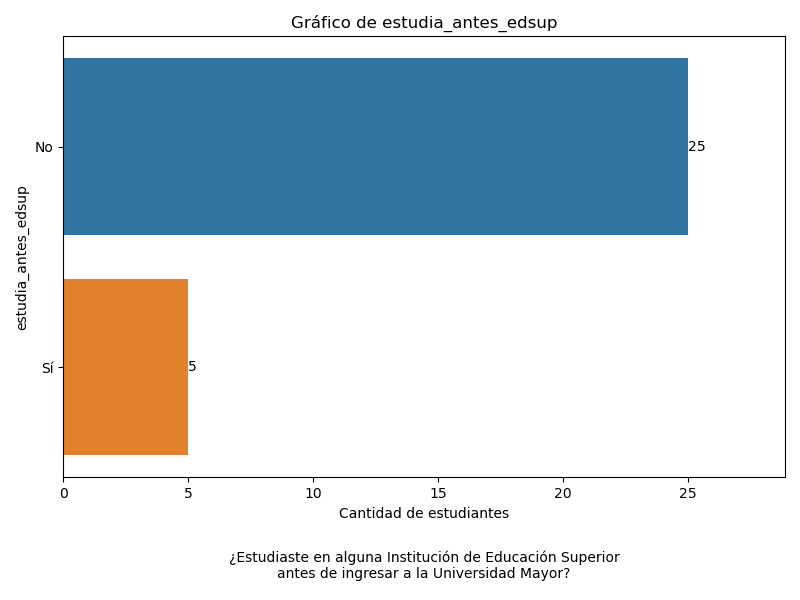 Gráfico de estudia_antes_edsup
estudia_antes_edsup
No
25
Sí
5
0 5 10 15 20 25
Cantidad de estudiantes
¿Estudiaste en alguna Institución de Educación Superior
antes de ingresar a la Universidad Mayor?